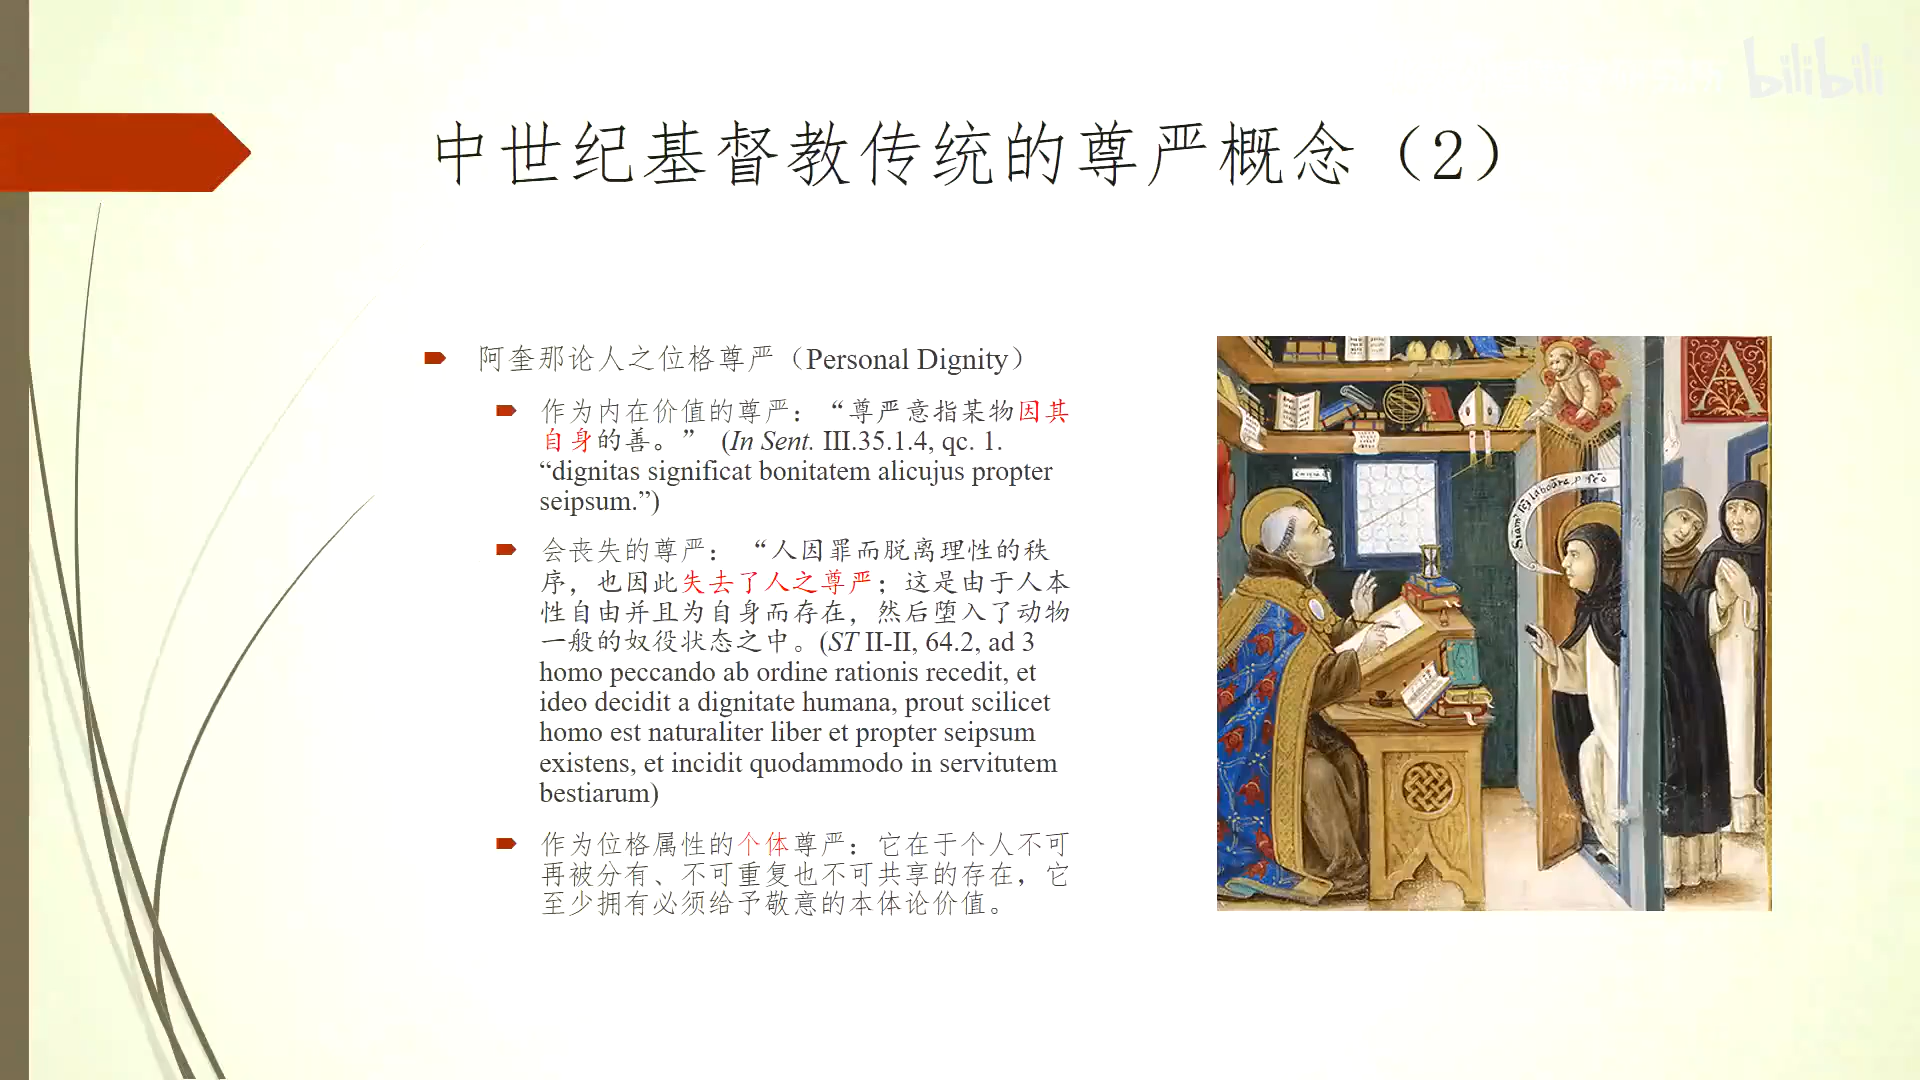 bilibili
中世纪基督教传统的尊严概念（2）
阿奎那论人之位格尊严（Personal Dignity）
作为内在价值的尊严：“尊严意指某物因其
自身的善。” (In Sent. III.35.1.4, qc. 1.
“dignitas significat bonitatem alicujus propter
seipsum.”)
会丧失的尊严： “人因罪而脱离理性的秩
序，也因此失去了人之尊严；这是由于人本
性自由并且为自身而存在，然后堕入了动物
一般的奴役状态之中。(ST II-II, 64.2, ad 3
homo peccando ab ordine rationis recedit, et
ideo decidit a dignitate humana, prout scilicet
homo est naturaliter liber et propter seipsum
existens, et incidit quodammodo in servitutem
bestiarum)
作为位格属性的个体尊严：它在于个人不可
再被分有、不可重复也不可共享的存在，它
至少拥有必须给予敬意的本体论价值。
A